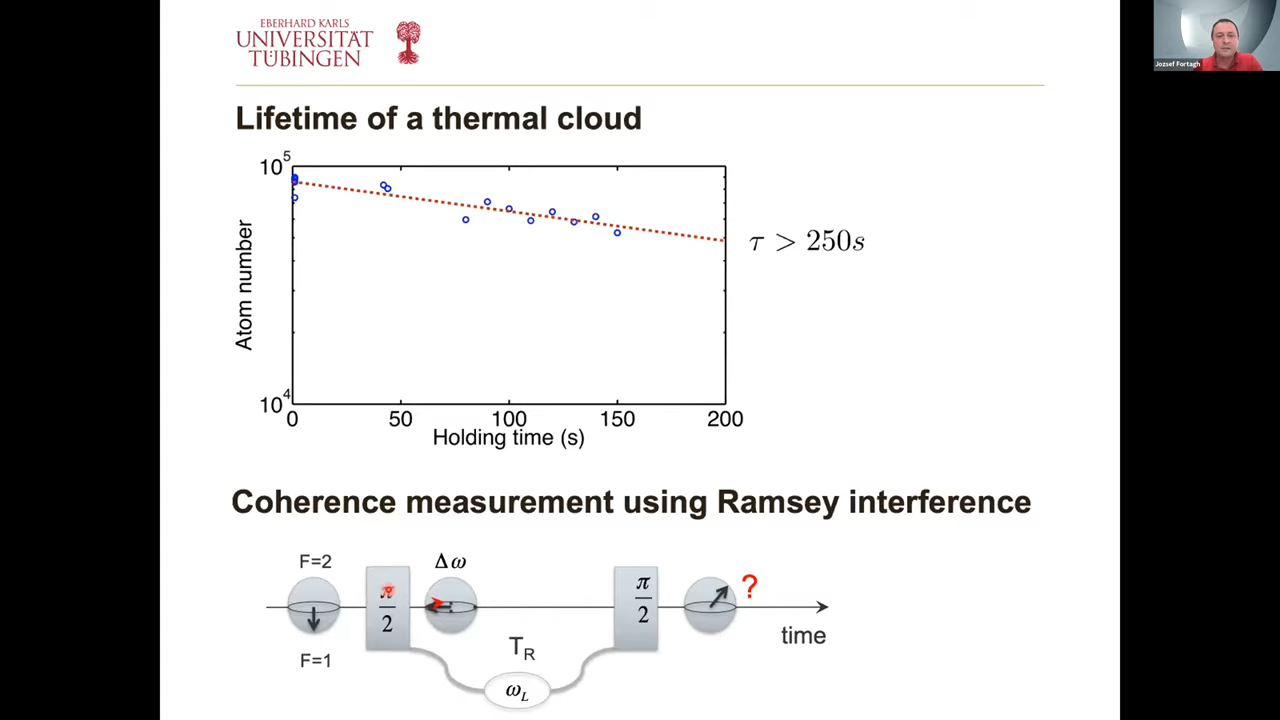 EBERHARD KARLS
UNIVERSITÄT
TÜBINGEN
Jozsef Fortagh
Lifetime of a thermal cloud
10^5
10^4
Atom number
0 50 100 150 200
Holding time (s)
τ > 250s
Coherence measurement using Ramsey interference
F=2
F=1
π/2
Δω
T_R
ω_L
π/2
?
time